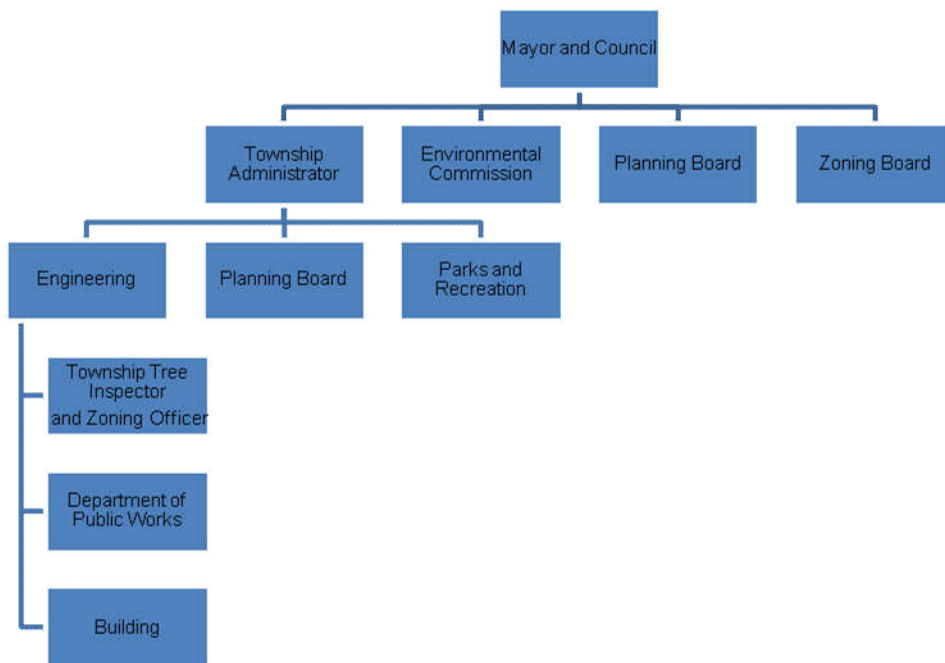 Mayor and Council
Township
Administrator
Environmental
Commission
Planning Board
Zoning Board
Engineering
Planning Board
Parks and
Recreation
Township Tree
Inspector
and Zoning Officer
Department of
Public Works
Building